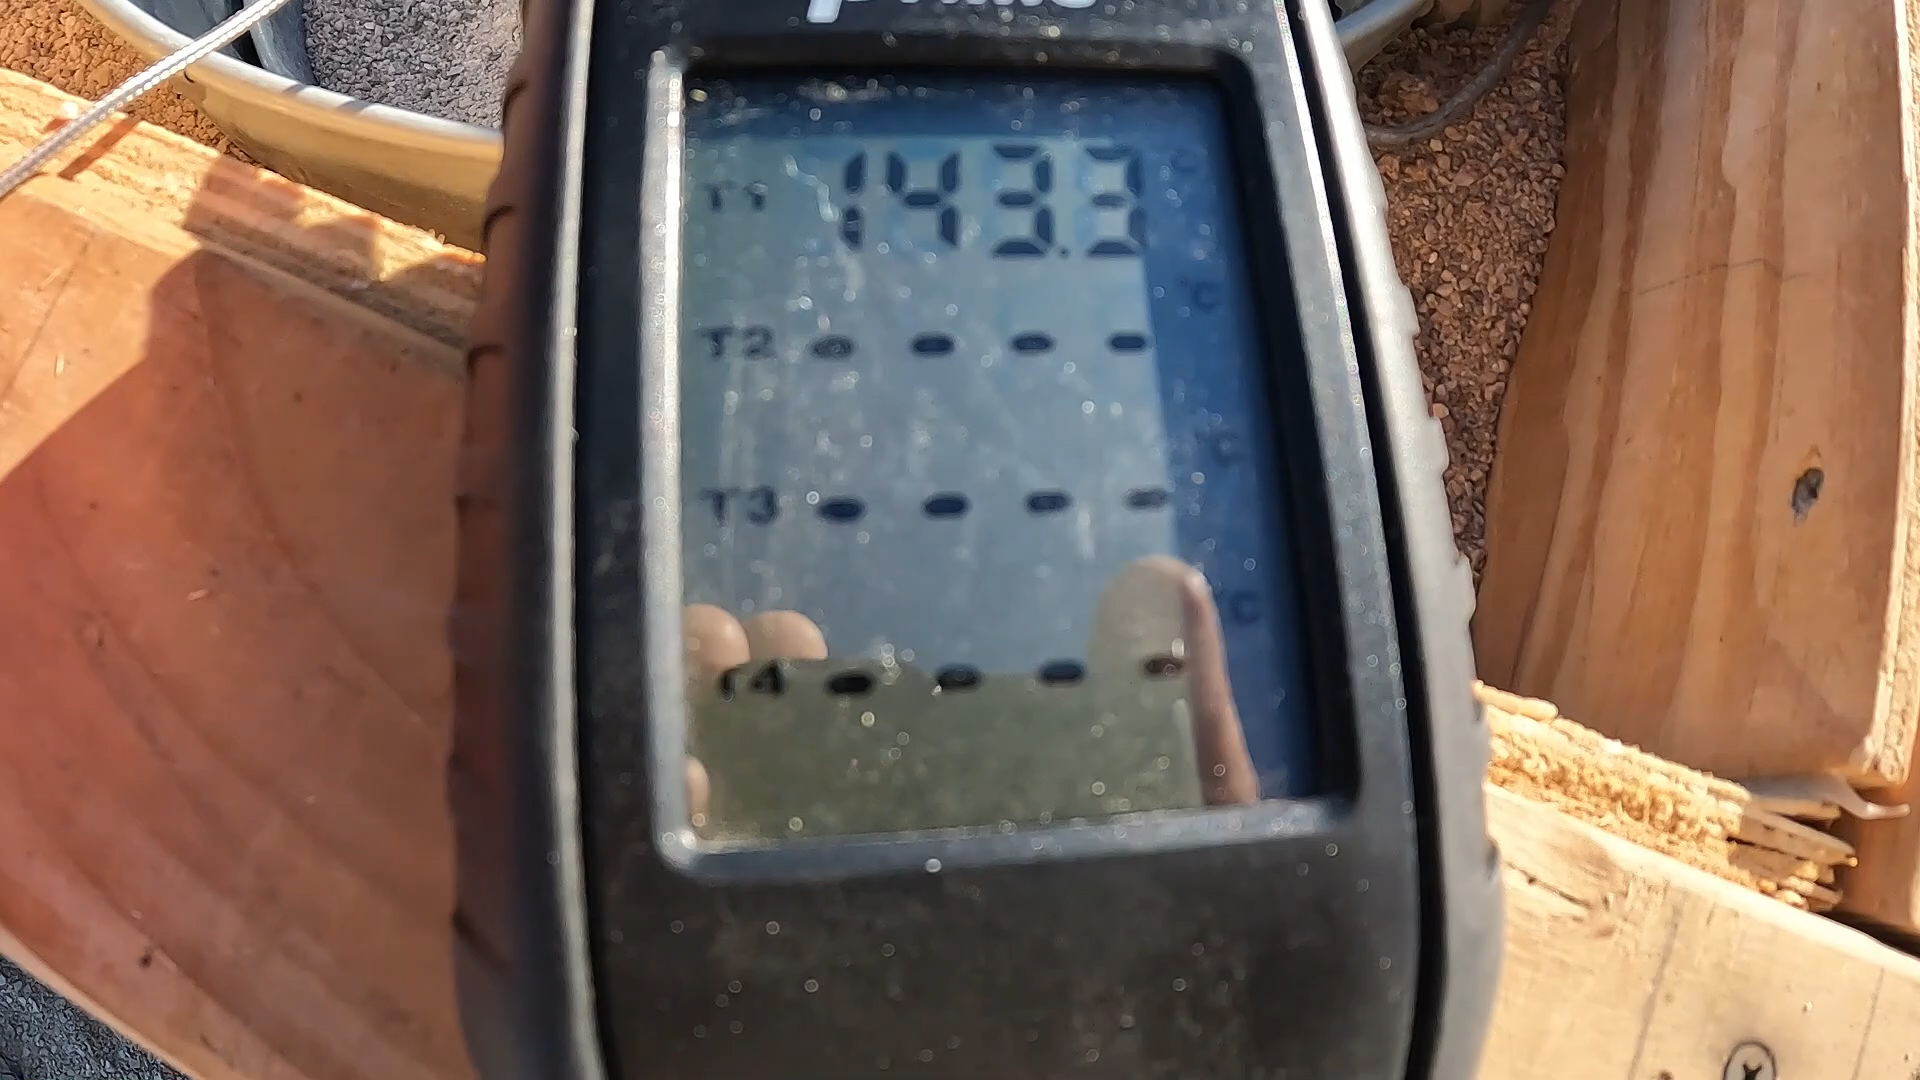 T1 143.3 °C
T2 - - - - °C
T3 - - - - °C
T4 - - - - °C